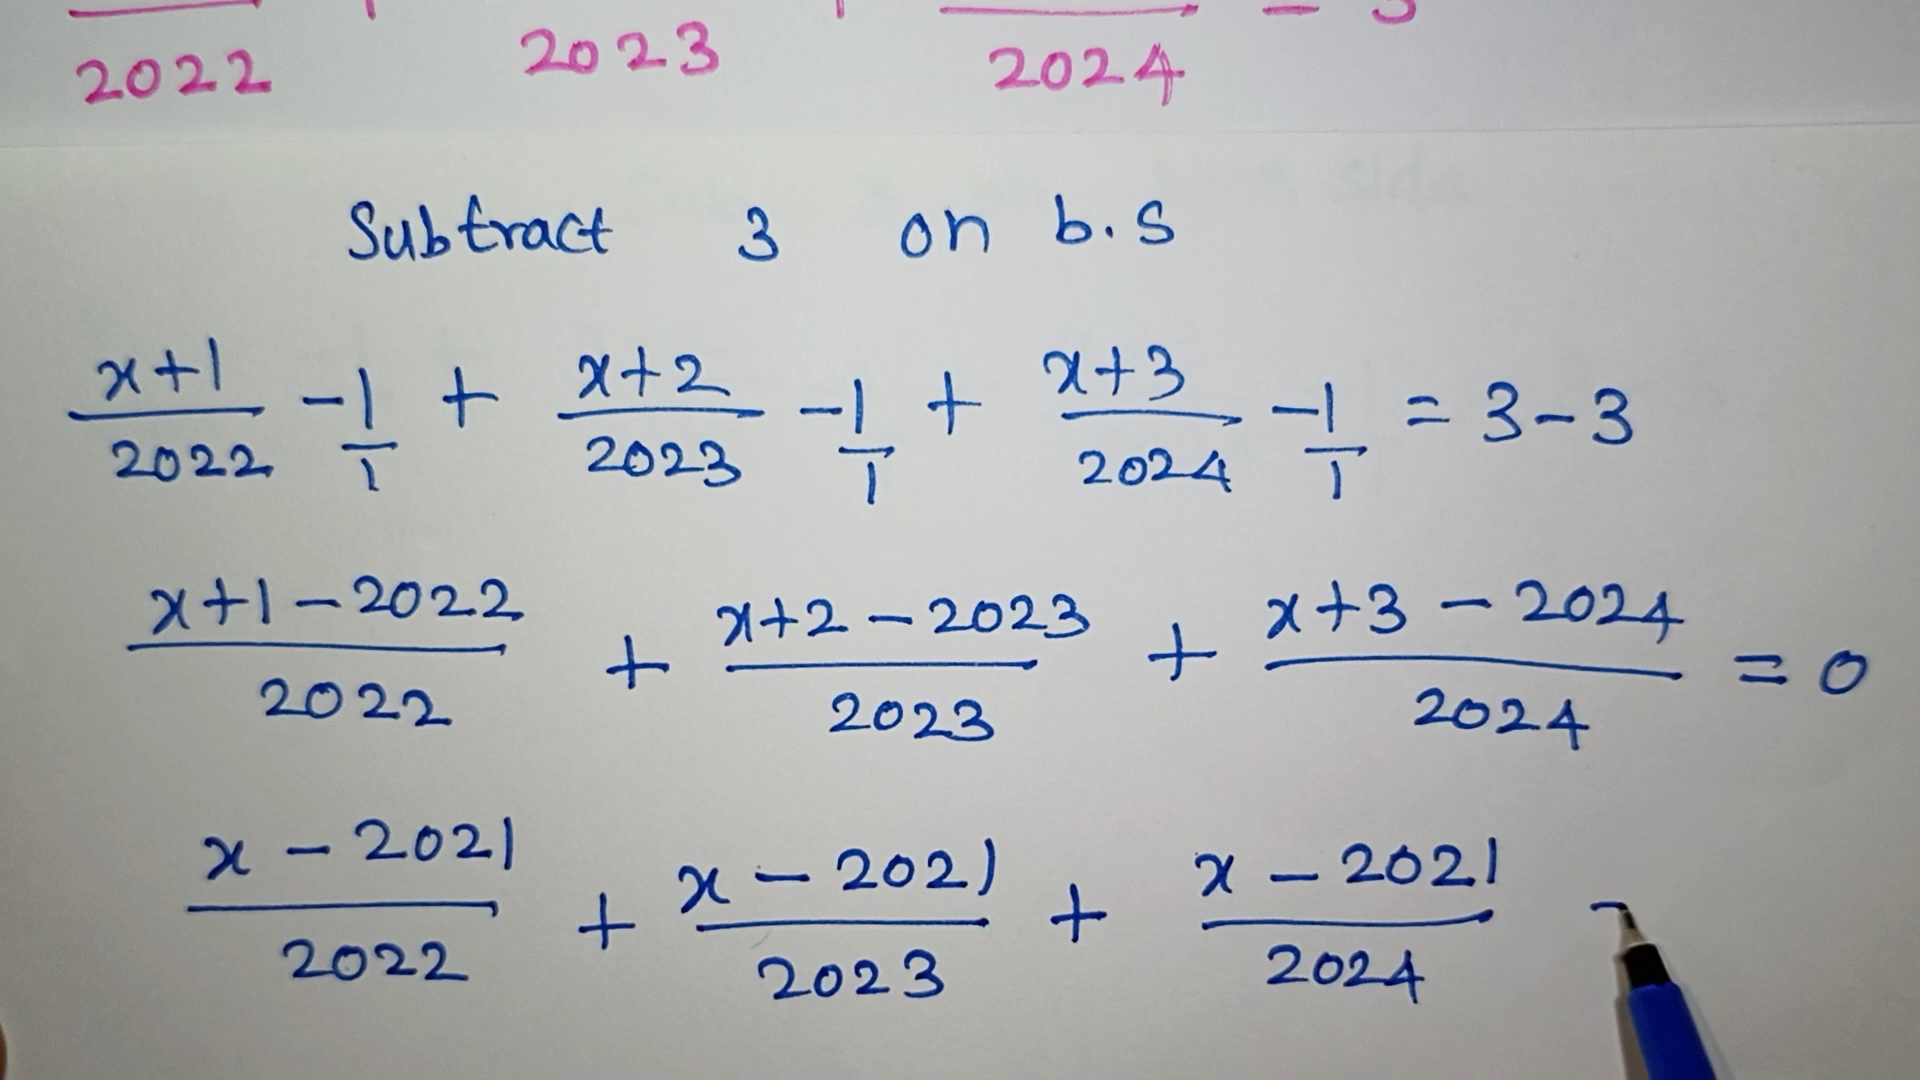 2022 2023 2024
Subtract 3 on b.s
x+1/2022 -1/1 + x+2/2023 -1/1 + x+3/2024 -1/1 = 3-3
x+1-2022/2022 + x+2-2023/2023 + x+3-2024/2024 = 0
x-2021/2022 + x-2021/2023 + x-2021/2024